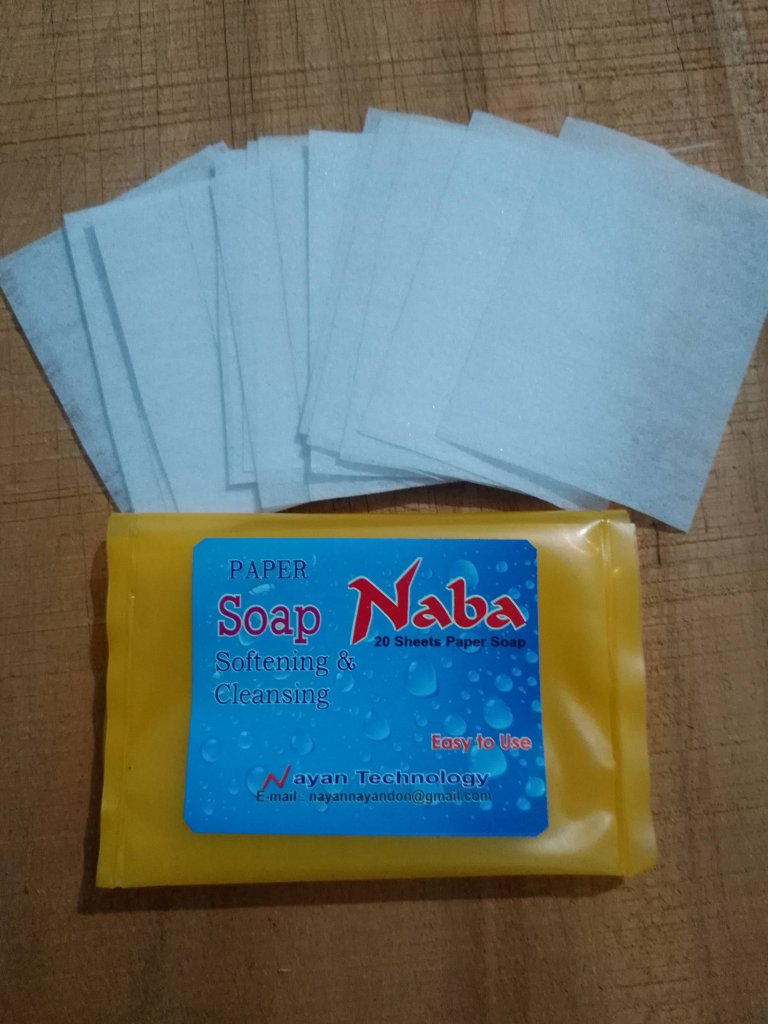 PAPER
Soap
Softening &
Cleansing
Naba
20 Sheets Paper Soap
Easy to Use
Nayan Technology
E-mail : nayannayandon@gmail.com